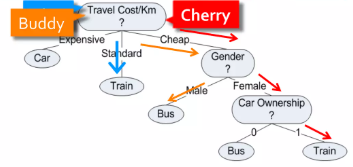 Travel Cost/Km
?
Buddy
Cherry
Expensive
Standard
Cheap
Car
Train
Gender
?
Male
Female
Bus
Car Ownership
?
0
1
Bus
Train